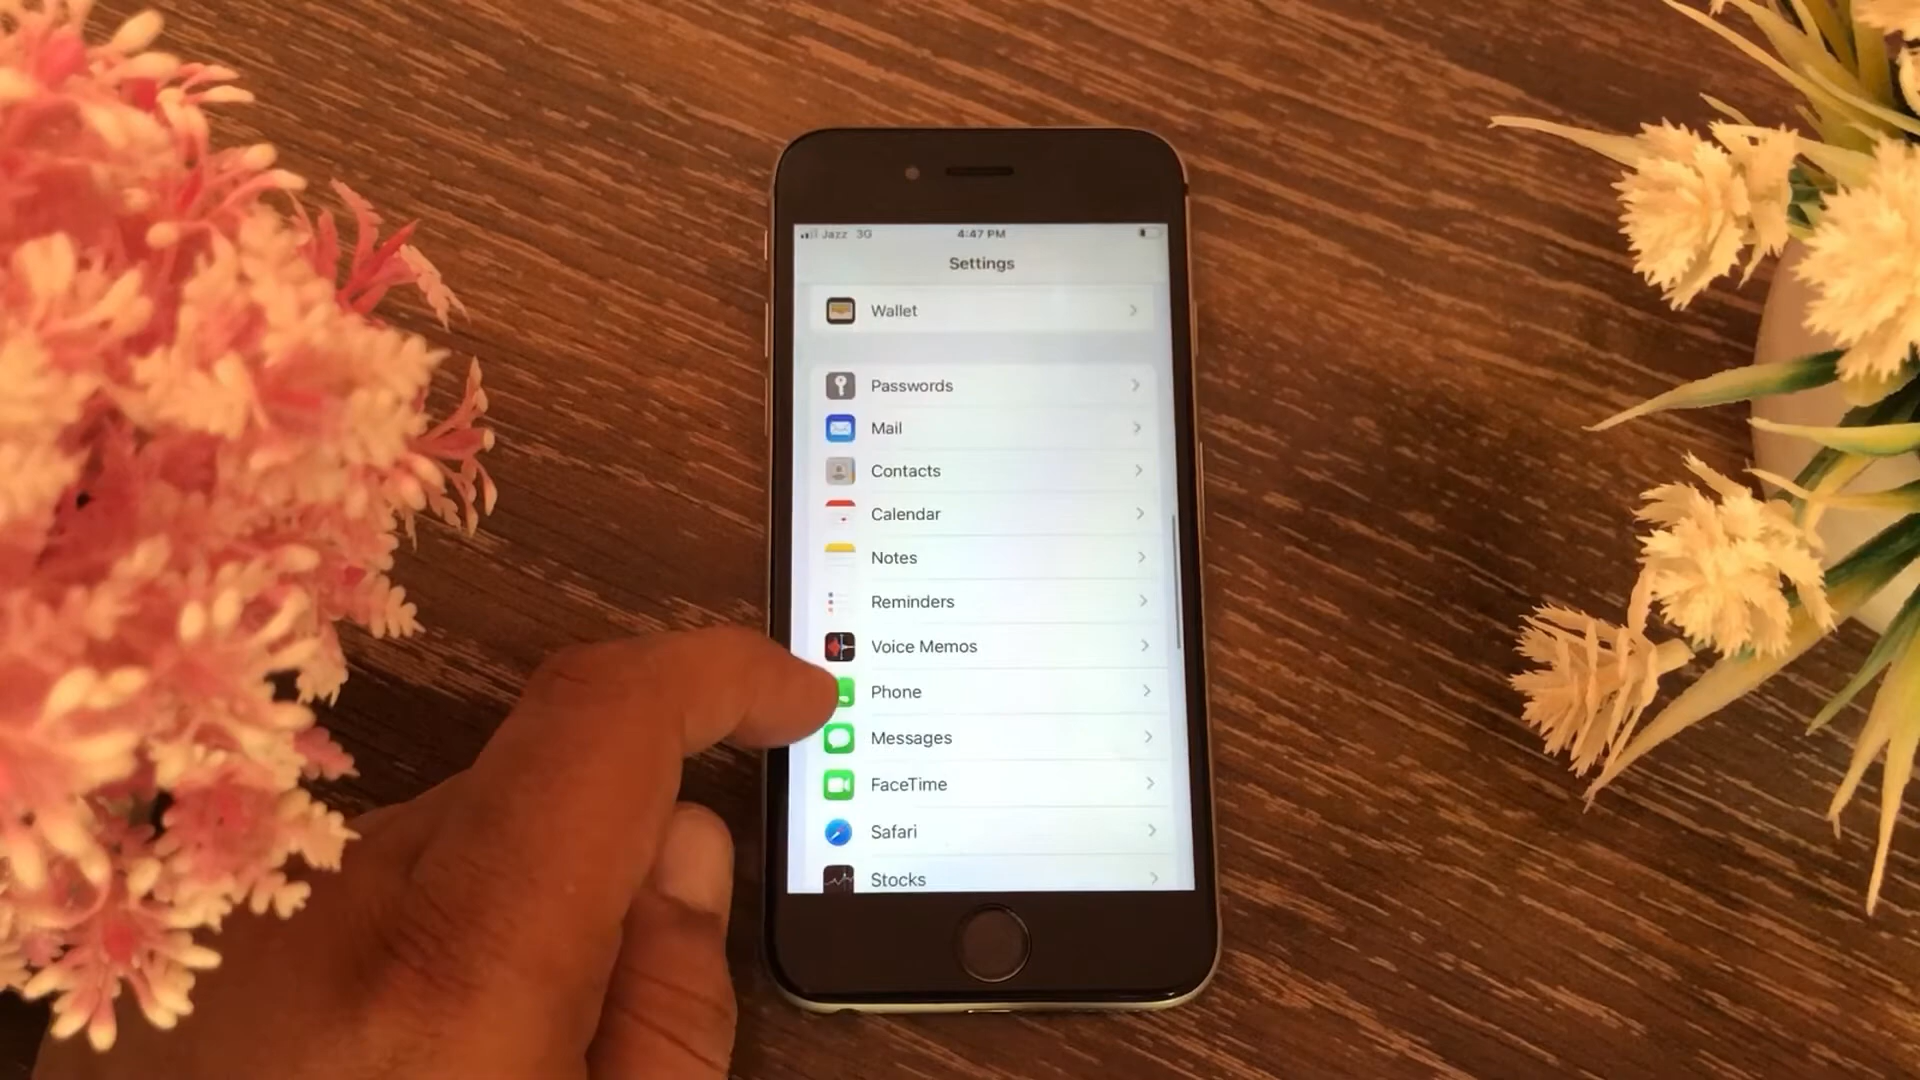 Jazz 3G 4:47 PM
Settings
Wallet
Passwords
Mail
Contacts
Calendar
Notes
Reminders
Voice Memos
Phone
Messages
FaceTime
Safari
Stocks